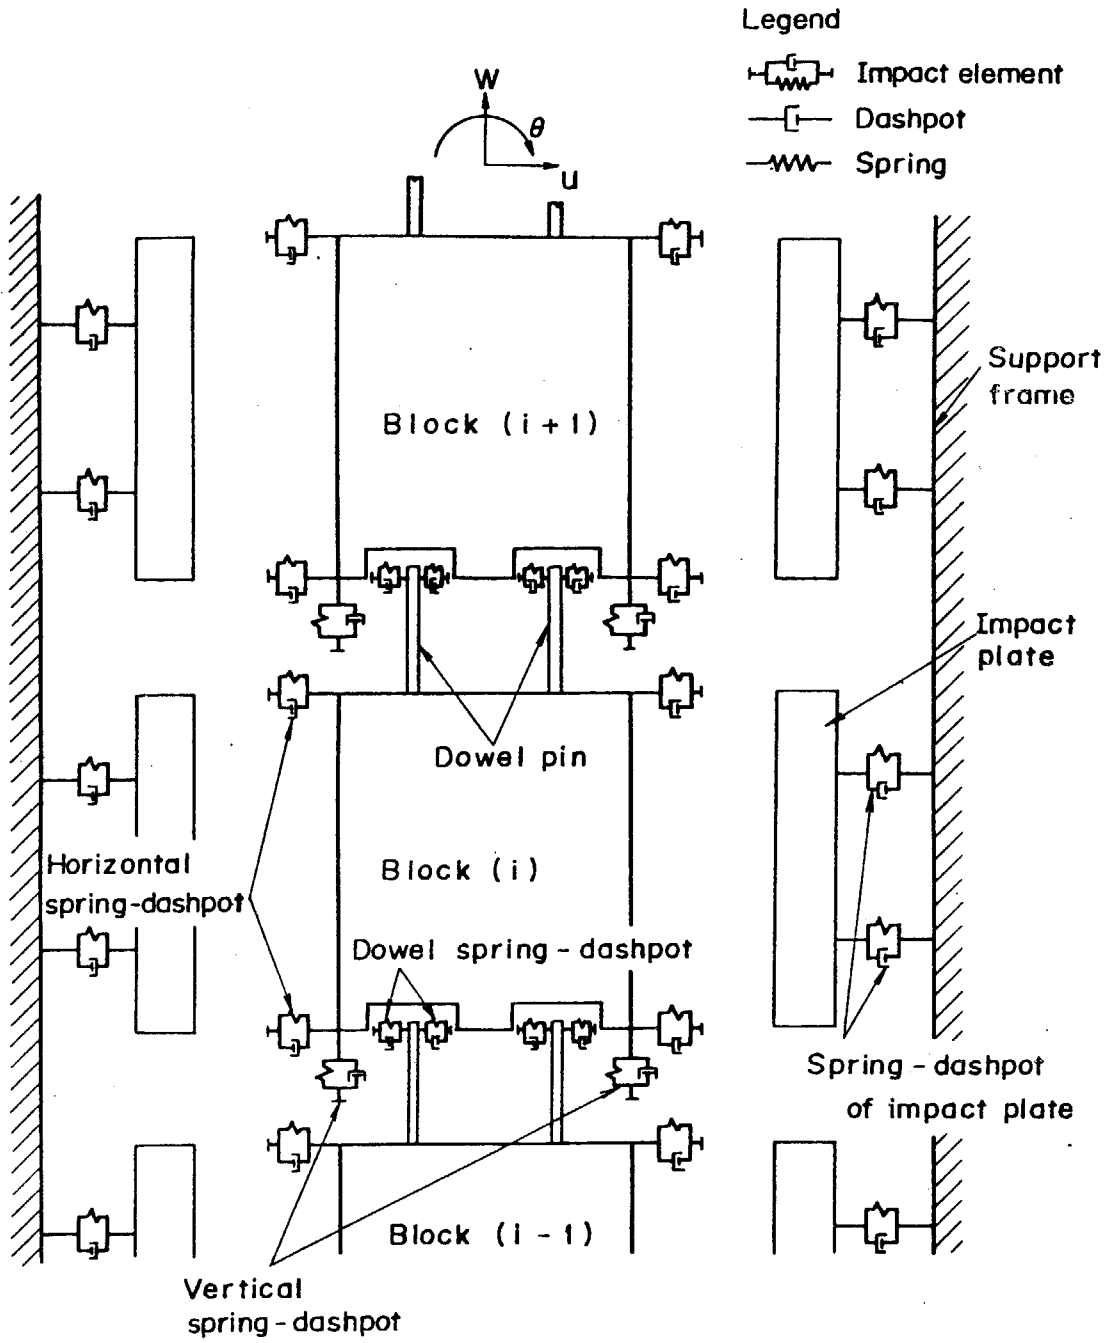 Legend
Impact element
Dashpot
Spring
W
θ
u
Support
frame
Block (i+1)
Impact
plate
Dowel pin
Horizontal
spring-dashpot
Block (i)
Dowel spring-dashpot
Spring-dashpot
of impact plate
Block (i-1)
Vertical
spring-dashpot